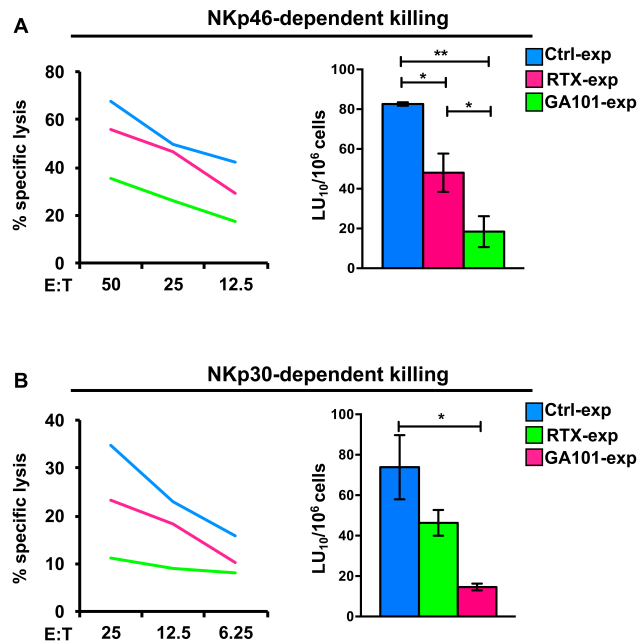 A
NKp46-dependent killing
% specific lysis
80
60
40
20
0
E:T
50 25 12.5
LU10/10⁶ cells
100
80
60
40
20
0
**
*
*
Ctrl-exp
RTX-exp
GA101-exp
B
NKp30-dependent killing
% specific lysis
40
30
20
10
0
E:T
25 12.5 6.25
LU10/10⁶ cells
100
80
60
40
20
0
*
Ctrl-exp
RTX-exp
GA101-exp